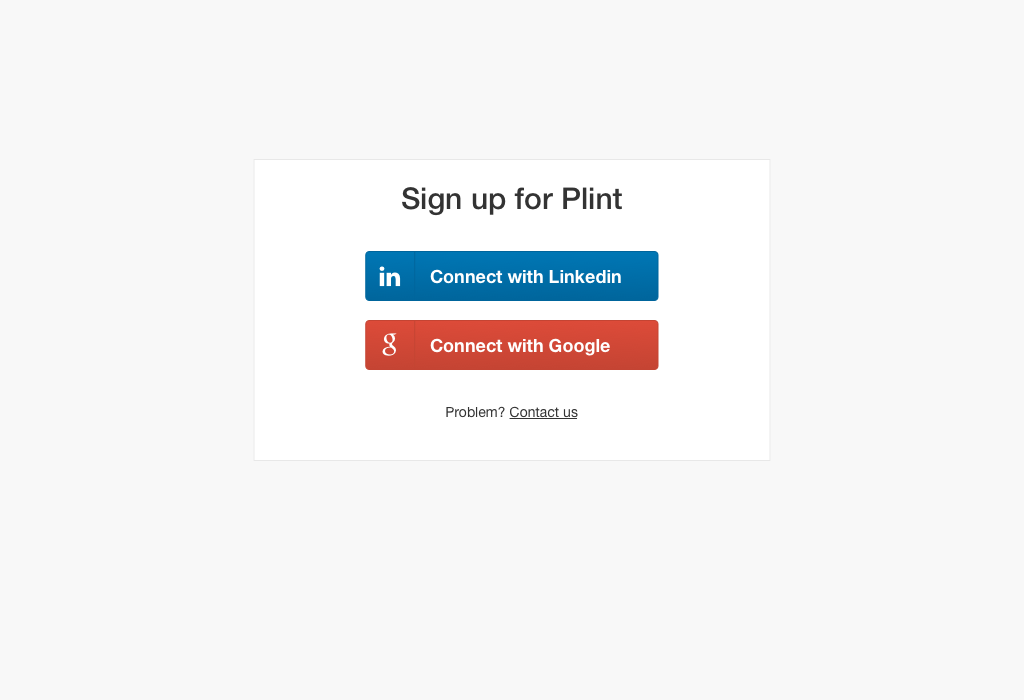 Sign up for Plint
in Connect with Linkedin
g Connect with Google
Problem? Contact us